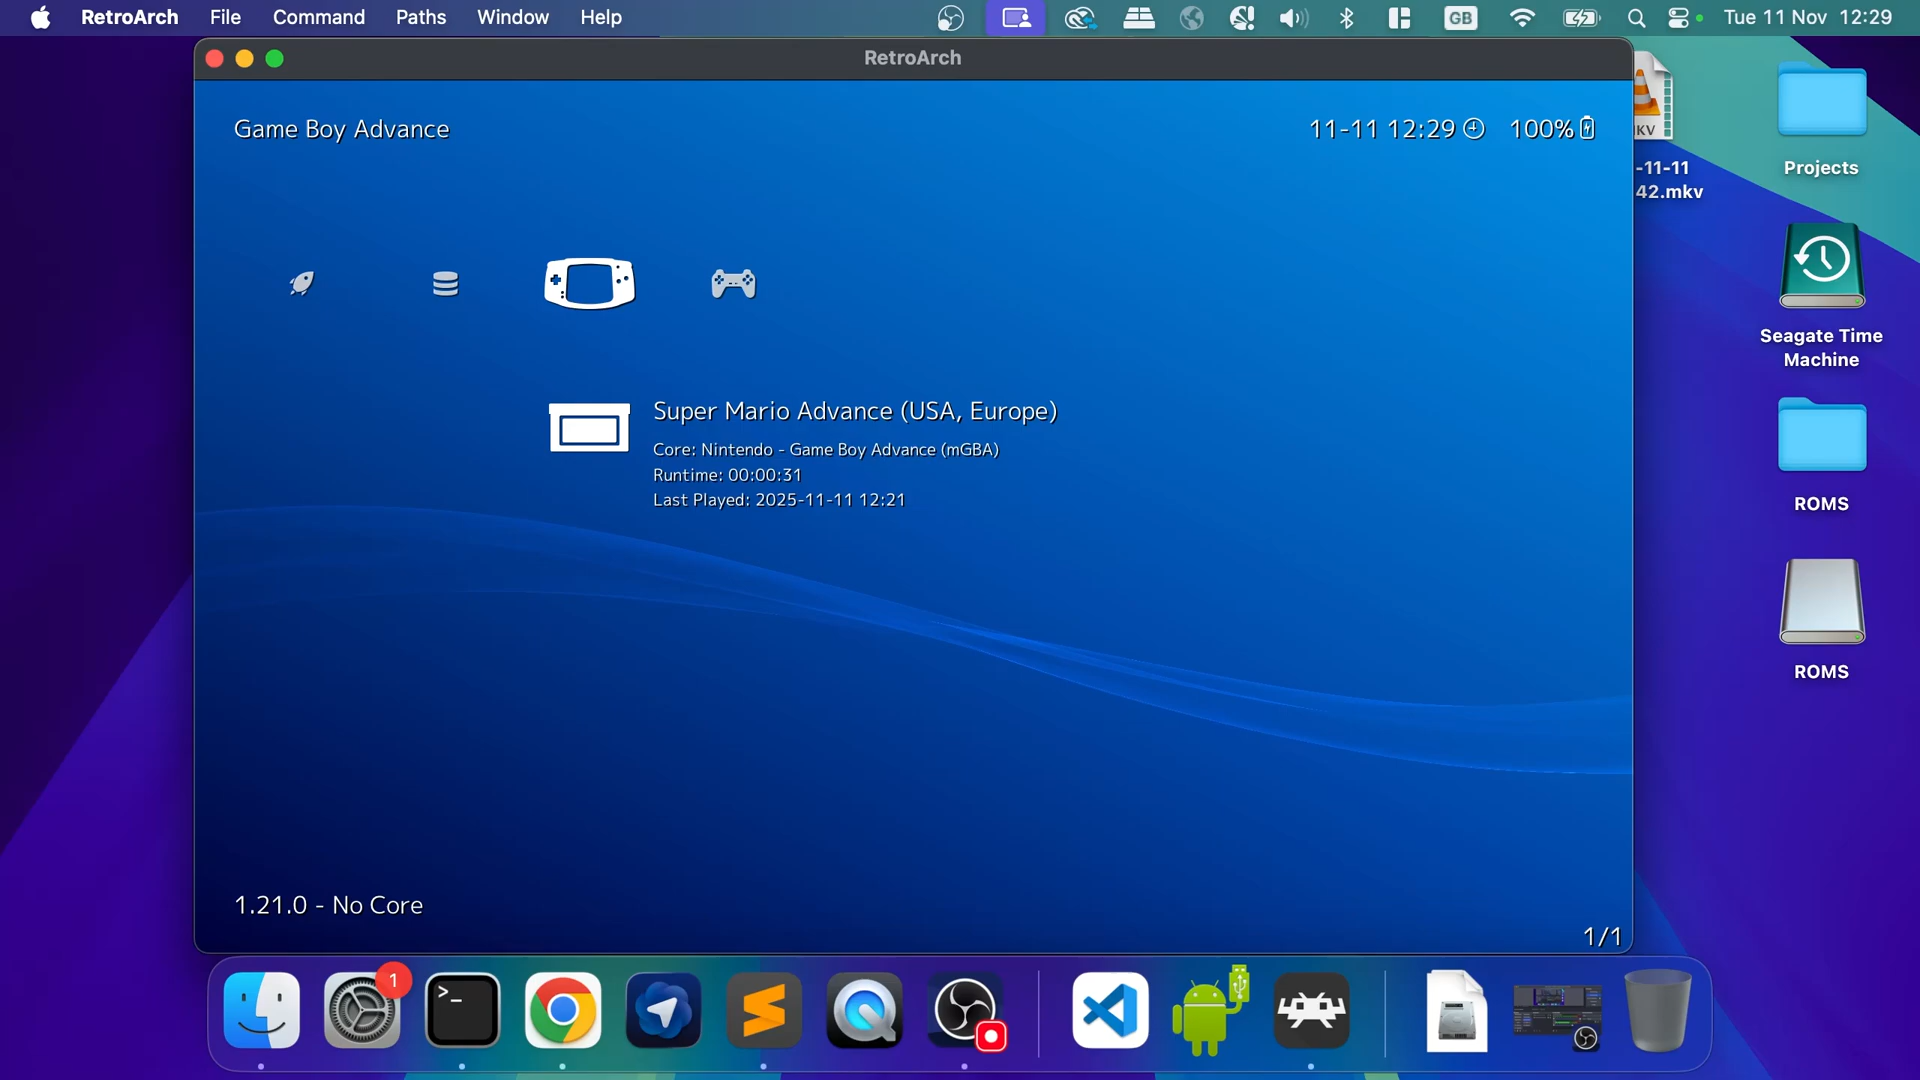 RetroArch File Command Paths Window Help GB Tue 11 Nov 12:29
RetroArch
Game Boy Advance
11-11 12:29 100%
Super Mario Advance (USA, Europe)
Core: Nintendo - Game Boy Advance (mGBA)
Runtime: 00:00:31
Last Played: 2025-11-11 12:21
1.21.0 - No Core
1/1
KV
-11-11
42.mkv
Projects
Seagate Time
Machine
ROMS
ROMS
1
>_